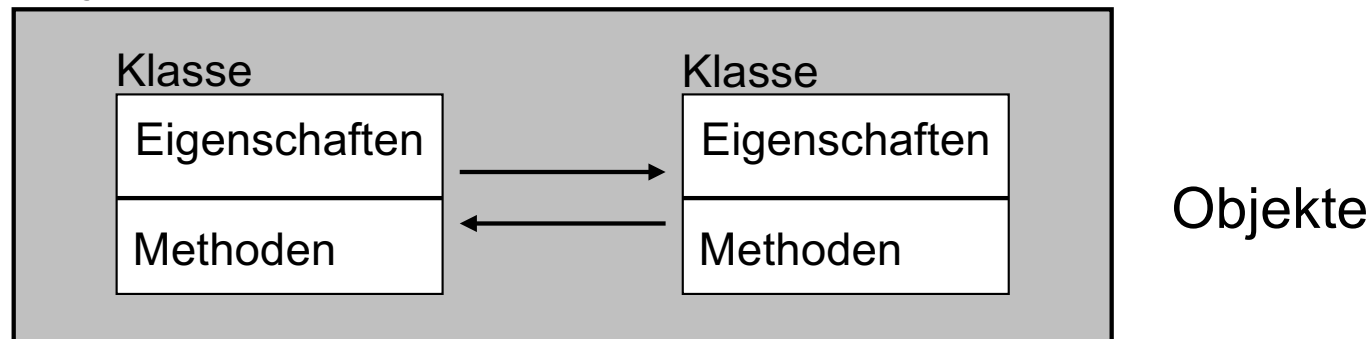 Klasse
Eigenschaften
Methoden
Klasse
Eigenschaften
Methoden
Objekte